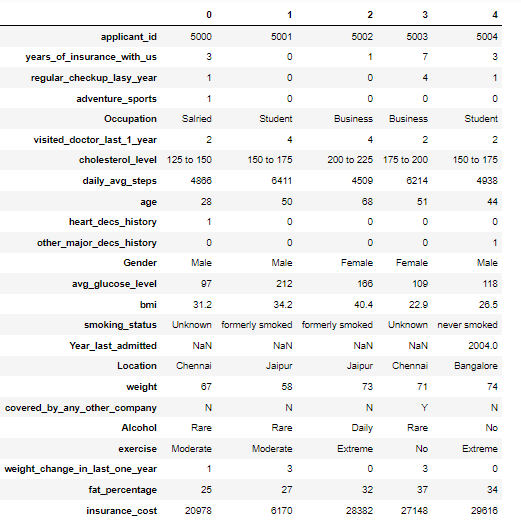 0 1 2 3 4
applicant_id 5000 5001 5002 5003 5004
years_of_insurance_with_us 3 0 1 7 3
regular_checkup_lasy_year 1 0 0 4 1
adventure_sports 1 0 0 0 0
Occupation Salried Student Business Business Student
visited_doctor_last_1_year 2 4 4 2 2
cholesterol_level 125 to 150 150 to 175 200 to 225 175 to 200 150 to 175
daily_avg_steps 4866 6411 4509 6214 4938
age 28 50 68 51 44
heart_decs_history 1 0 0 0 0
other_major_decs_history 0 0 0 0 1
Gender Male Male Female Female Male
avg_glucose_level 97 212 166 109 118
bmi 31.2 34.2 40.4 22.9 26.5
smoking_status Unknown formerly smoked formerly smoked Unknown never smoked
Year_last_admitted NaN NaN NaN NaN 2004.0
Location Chennai Jaipur Jaipur Chennai Bangalore
weight 67 58 73 71 74
covered_by_any_other_company N N N Y N
Alcohol Rare Rare Daily Rare No
exercise Moderate Moderate Extreme No Extreme
weight_change_in_last_one_year 1 3 0 3 0
fat_percentage 25 27 32 37 34
insurance_cost 20978 6170 28382 27148 29616